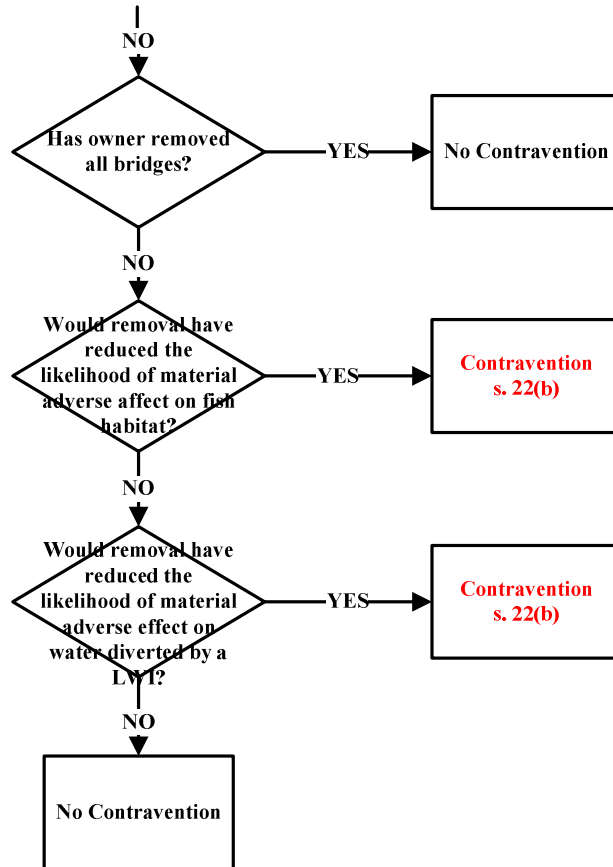 NO
Has owner removed
all bridges?
YES
No Contravention
NO
Would removal have
reduced the
likelihood of material
adverse affect on fish
habitat?
YES
Contravention
s. 22(b)
NO
Would removal have
reduced the
likelihood of material
adverse effect on
water diverted by a
LWI?
YES
Contravention
s. 22(b)
NO
No Contravention